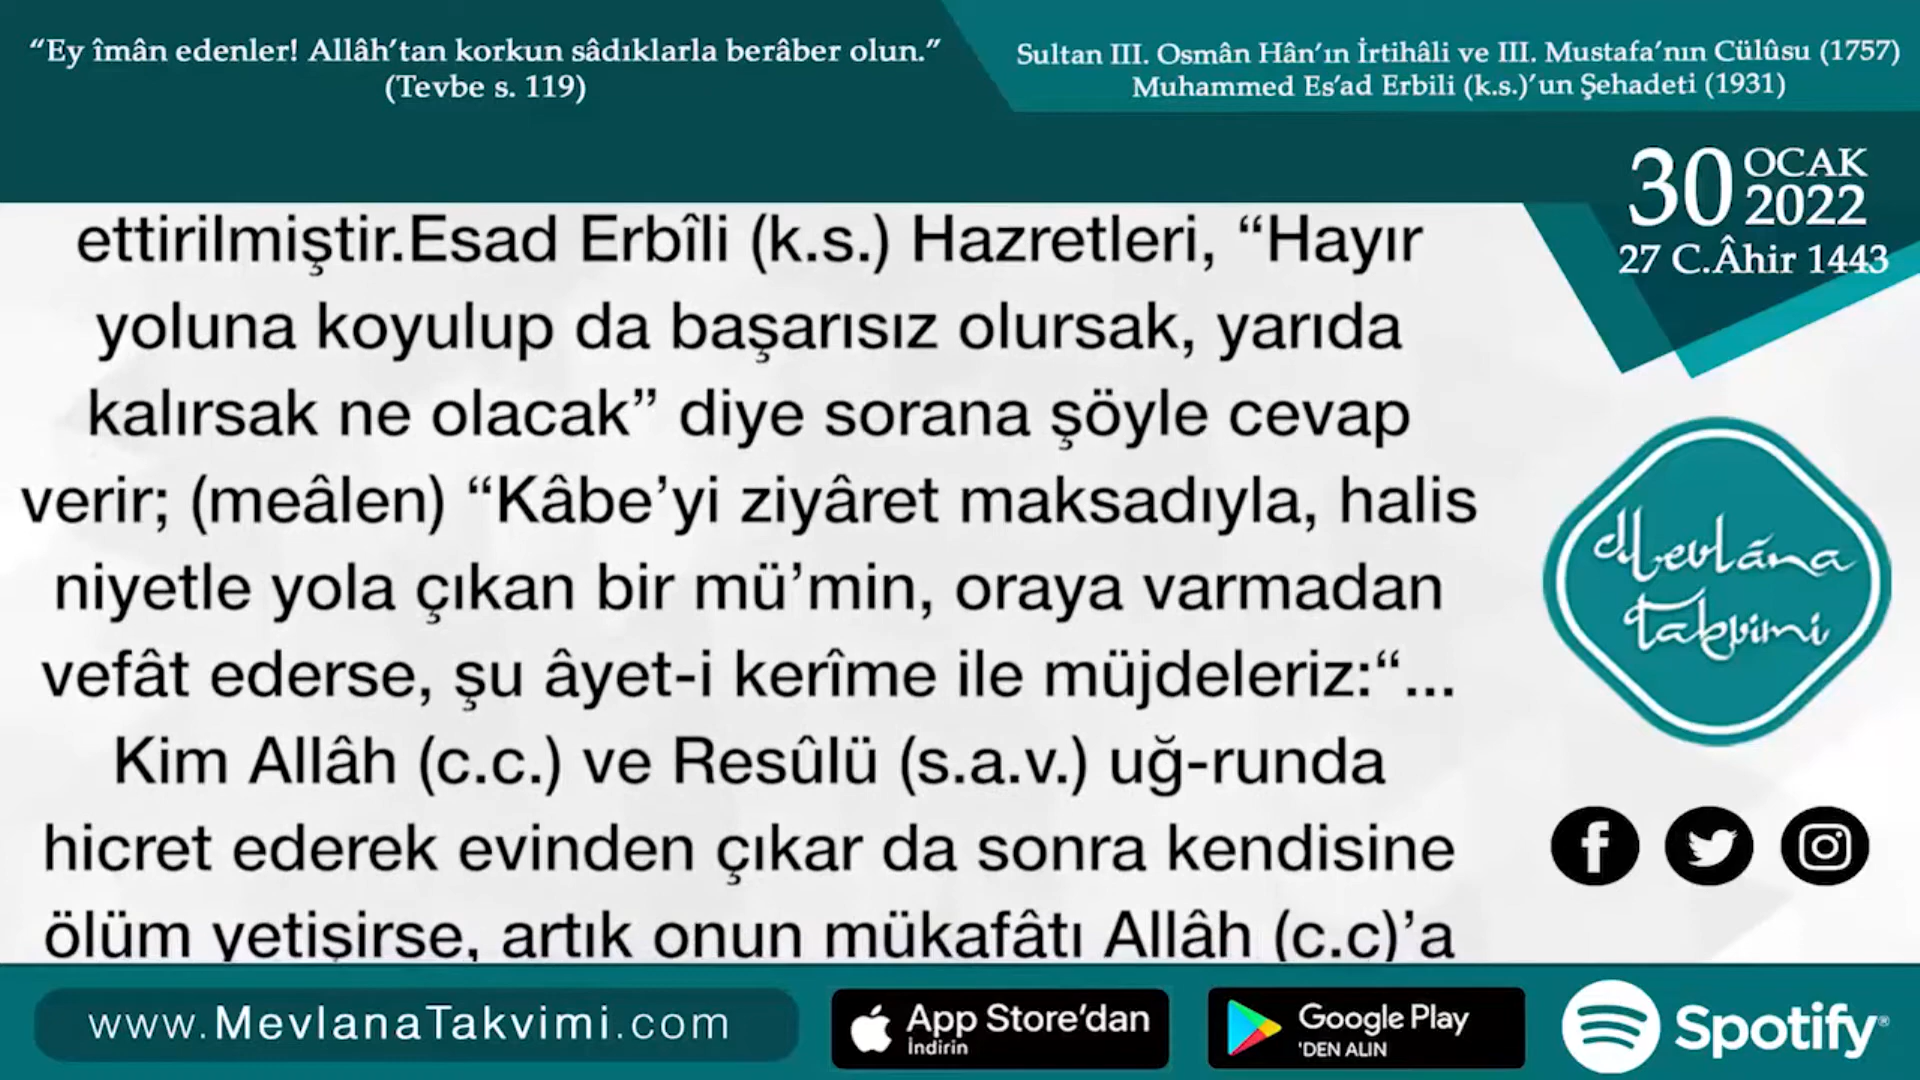 “Ey îmân edenler! Allâh’tan korkun sâdıklarla berâber olun.”
(Tevbe s. 119)
Sultan III. Osmân Hân’ın İrtihâli ve III. Mustafa’nın Cülûsu (1757)
Muhammed Es’ad Erbili (k.s.)’un Şehadeti (1931)
30 OCAK 2022
27 C.Âhir 1443
ettirilmiştir.Esad Erbîli (k.s.) Hazretleri, “Hayır
yoluna koyulup da başarısız olursak, yarıda
kalırsak ne olacak” diye sorana şöyle cevap
verir; (meâlen) “Kâbe’yi ziyâret maksadıyla, halis
niyetle yola çıkan bir mü’min, oraya varmadan
vefât ederse, şu âyet-i kerîme ile müjdeleriz:“...
Kim Allâh (c.c.) ve Resûlü (s.a.v.) uğ-runda
hicret ederek evinden çıkar da sonra kendisine
ölüm yetişirse, artık onun mükafâtı Allâh (c.c)’a
Mevlâna
Takvimi
www.MevlanaTakvimi.com
App Store’dan
İndirin
Google Play
'DEN ALIN
Spotify